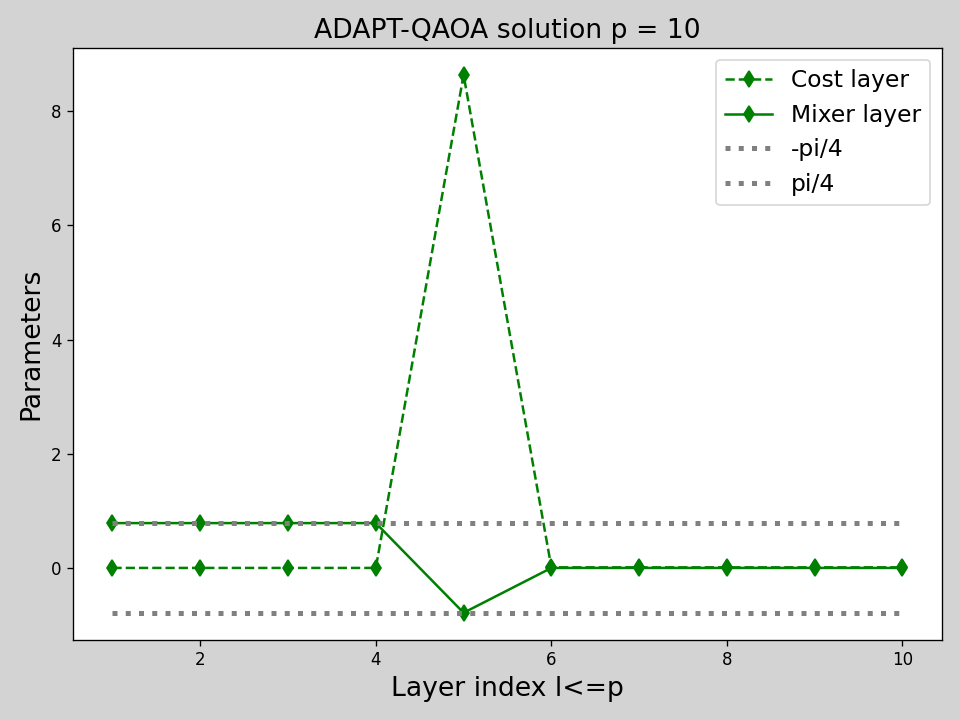 ADAPT-QAOA solution p = 10
Cost layer
Mixer layer
-pi/4
pi/4
Parameters
8
6
4
2
0
2
4
6
8
10
Layer index l<=p